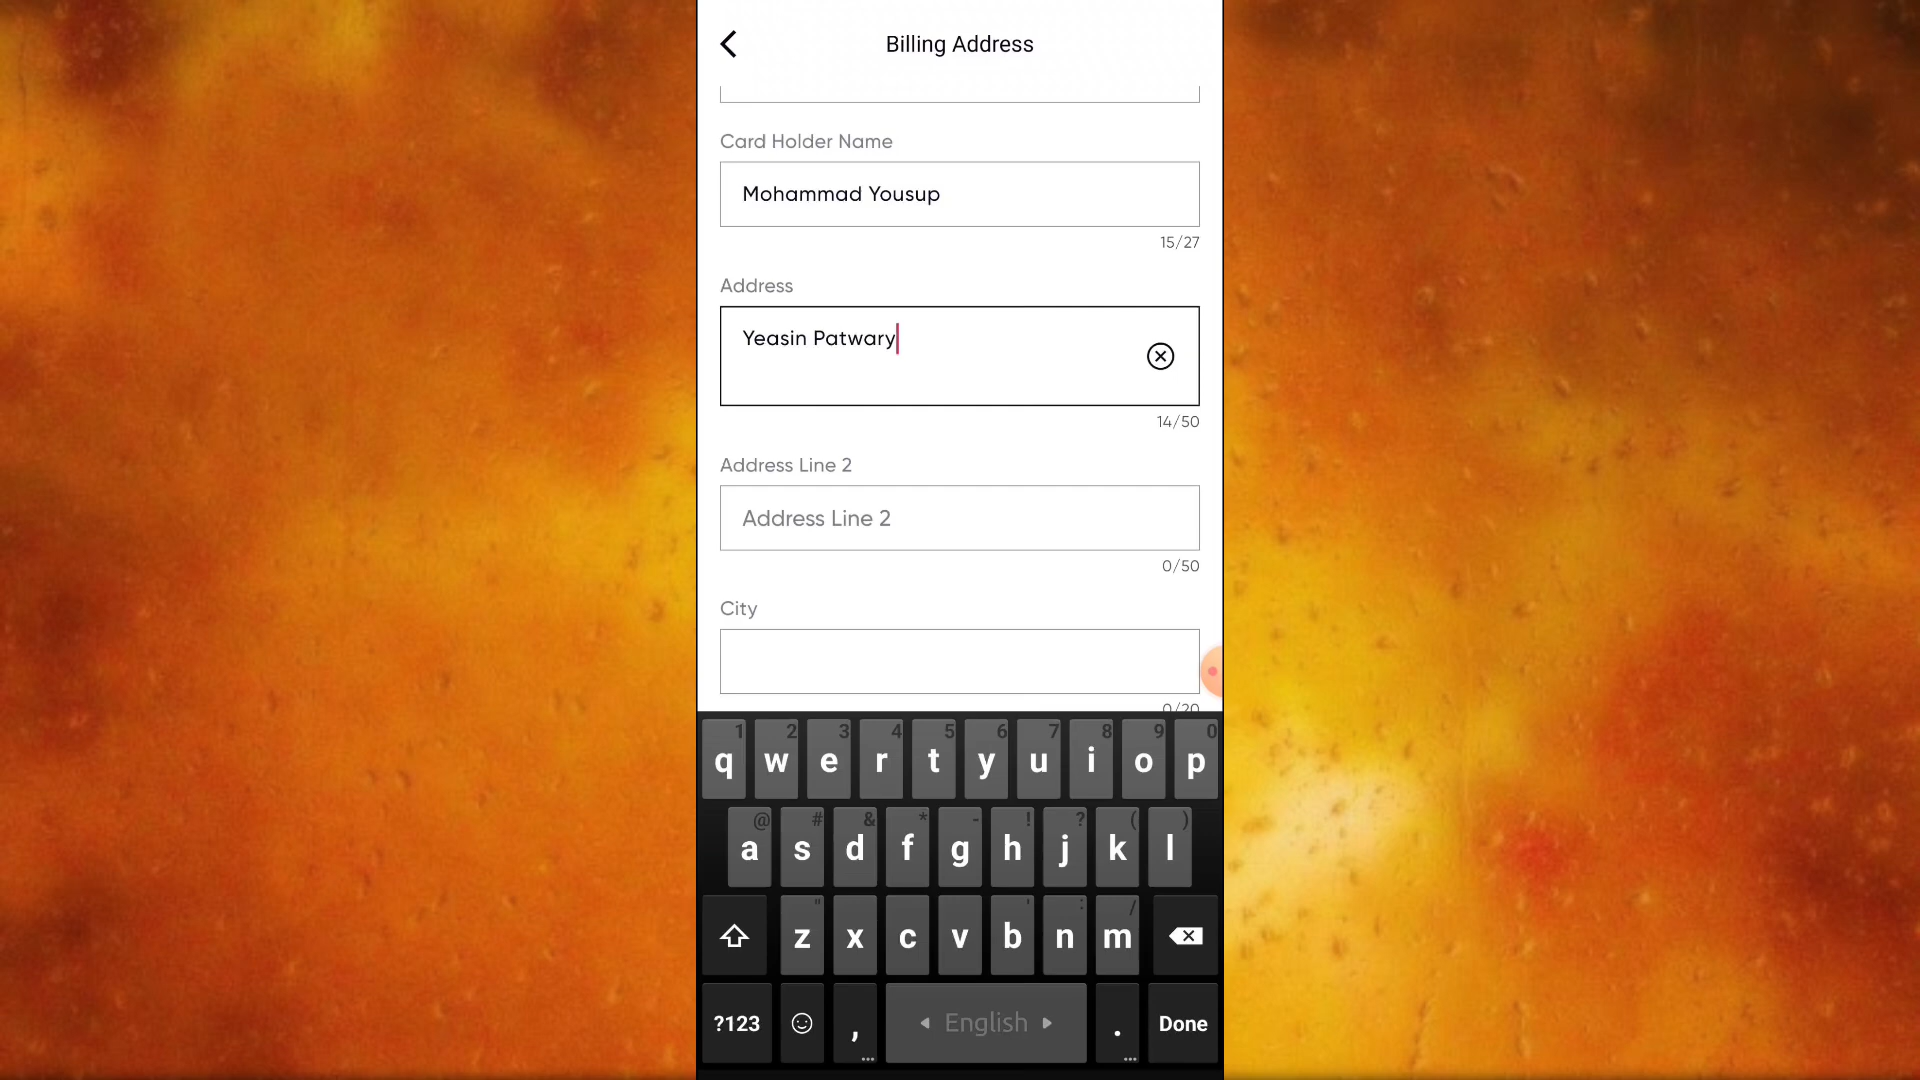 Billing Address
Card Holder Name
Mohammad Yousup
15/27
Address
Yeasin Patwary
14/50
Address Line 2
Address Line 2
0/50
City
0/20
1 2 3 4 5 6 7 8 9 0
q w e r t y u i o p
@ # & * - ! ? ( )
a s d f g h j k l
" ' : /
z x c v b n m
?123 , English . Done